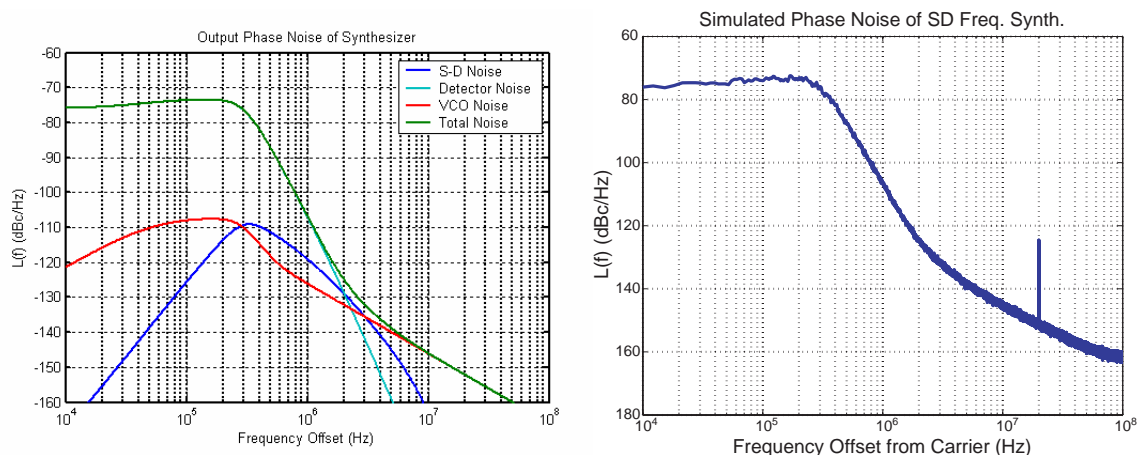 Output Phase Noise of Synthesizer
-60
-70
-80
-90
-100
-110
-120
-130
-140
-150
-160
L(f) (dBc/Hz)
S-D Noise
Detector Noise
VCO Noise
Total Noise
10^4
10^5
10^6
10^7
10^8
Frequency Offset (Hz)
Simulated Phase Noise of SD Freq. Synth.
60
80
100
120
140
160
180
L(f) (dBc/Hz)
10^4
10^5
10^6
10^7
10^8
Frequency Offset from Carrier (Hz)